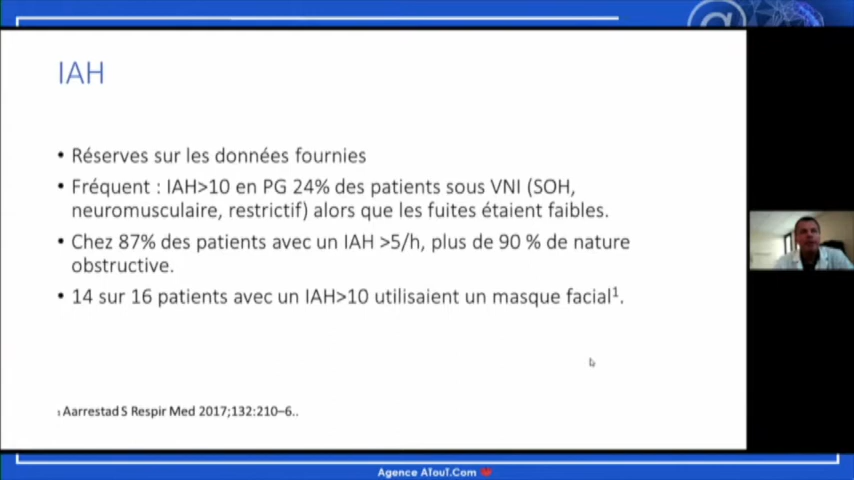 IAH
• Réserves sur les données fournies
• Fréquent : IAH>10 en PG 24% des patients sous VNI (SOH,
neuromusculaire, restrictif) alors que les fuites étaient faibles.
• Chez 87% des patients avec un IAH >5/h, plus de 90 % de nature
obstructive.
• 14 sur 16 patients avec un IAH>10 utilisaient un masque facial¹.
¹ Aarrestad S Respir Med 2017;132:210–6..
Agence ATouT.Com